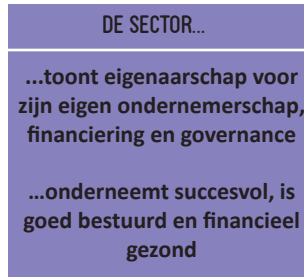 DE SECTOR...
...toont eigenaarschap voor
zijn eigen ondernemerschap,
financiering en governance
...onderneemt succesvol, is
goed bestuurd en financieel
gezond